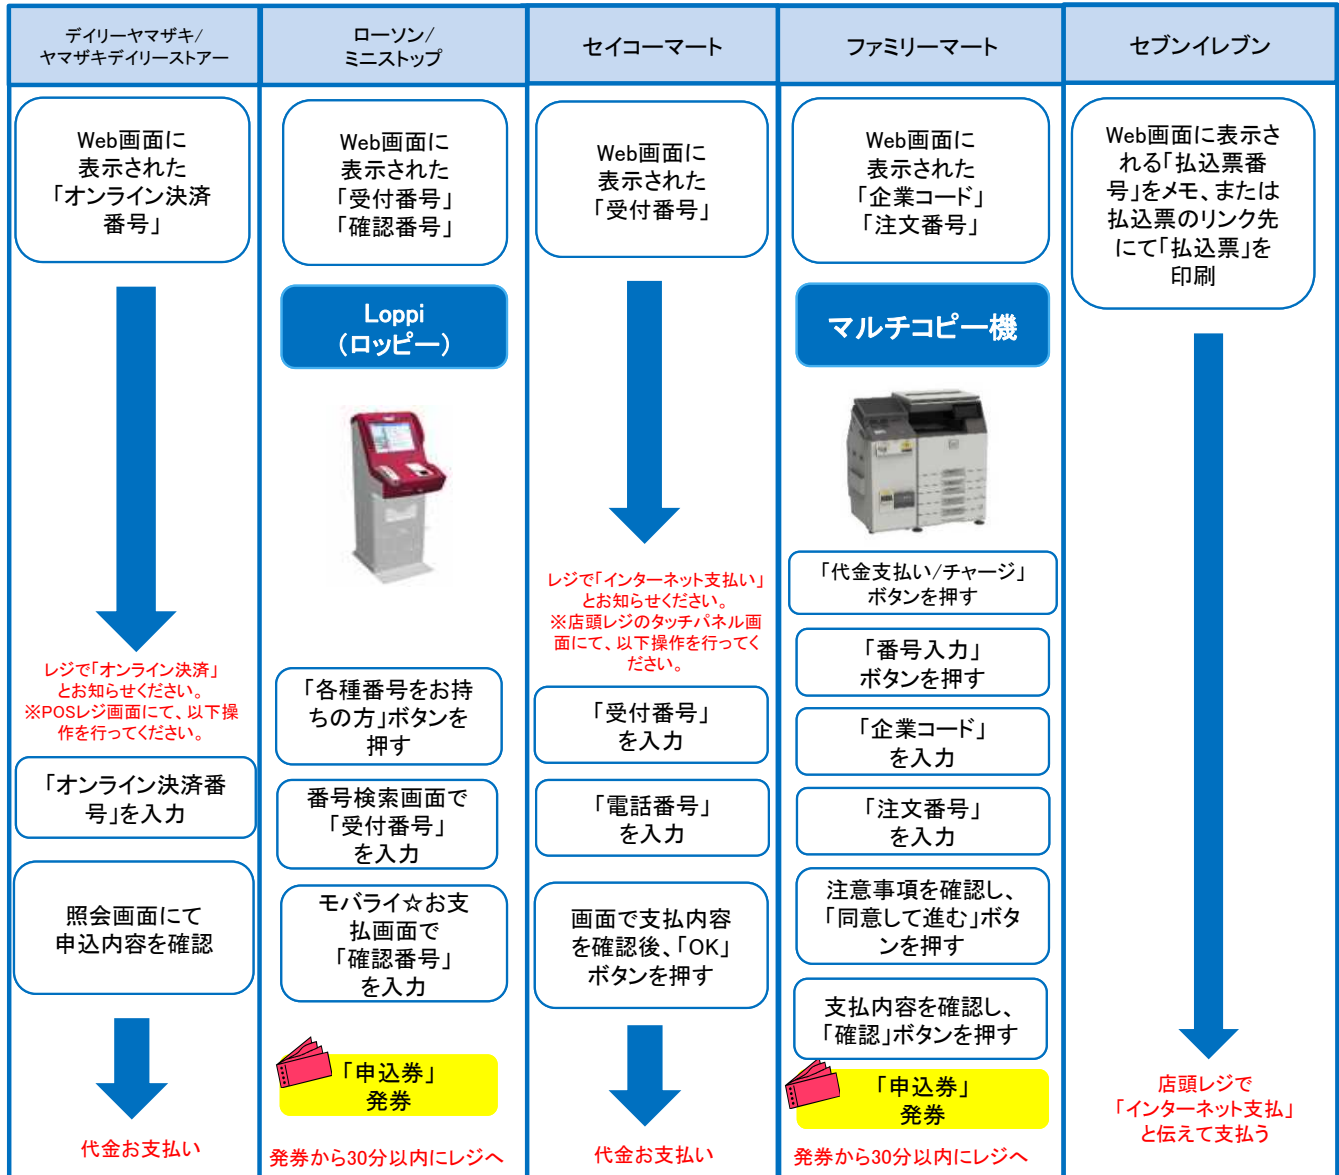 デイリーヤマザキ/
ヤマザキデイリーストアー
ローソン/
ミニストップ
セイコーマート
ファミリーマート
セブンイレブン
Web画面に
表示された
「オンライン決済
番号」
レジで「オンライン決済」
とお知らせください。
※POSレジ画面にて、以下操
作を行ってください。
「オンライン決済番
号」を入力
照会画面にて
申込内容を確認
代金お支払い
Web画面に
表示された
「受付番号」
「確認番号」
Loppi
（ロッピー）
「各種番号をお持
ちの方」ボタンを
押す
番号検索画面で
「受付番号」
を入力
モバライ☆お支
払画面で
「確認番号」
を入力
「申込券」
発券
発券から30分以内にレジへ
Web画面に
表示された
「受付番号」
レジで「インターネット支払い」
とお知らせください。
※店頭レジのタッチパネル画
面にて、以下操作を行ってく
ださい。
「受付番号」
を入力
「電話番号」
を入力
画面で支払内容
を確認後、「OK」
ボタンを押す
代金お支払い
Web画面に
表示された
「企業コード」
「注文番号」
マルチコピー機
「代金支払い/チャージ」
ボタンを押す
「番号入力」
ボタンを押す
「企業コード」
を入力
「注文番号」
を入力
注意事項を確認し、
「同意して進む」ボタ
ンを押す
支払内容を確認し、
「確認」ボタンを押す
「申込券」
発券
発券から30分以内にレジへ
Web画面に表示さ
れる「払込票番
号」をメモ、または
払込票のリンク先
にて「払込票」を
印刷
店頭レジで
「インターネット支払」
と伝えて支払う